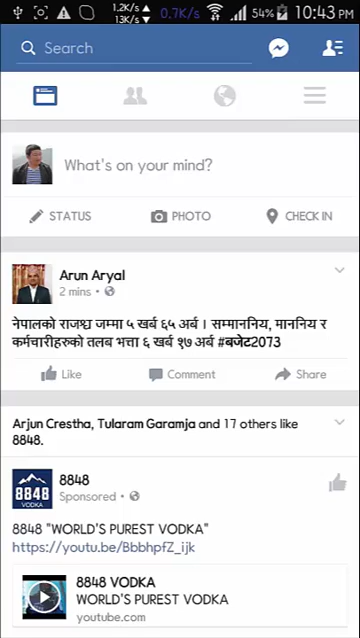 1.2K/s
13K/s
0.7K/s
54%
10:43 PM
Search
What's on your mind?
STATUS
PHOTO
CHECK IN
Arun Aryal
2 mins •
नेपालको राजश्व जम्मा ५ खर्ब ६५ अर्ब । सम्माननिय, माननिय र
कर्मचारीहरुको तलब भत्ता ६ खर्ब १७ अर्ब #बजेट2073
Like
Comment
Share
Arjun Crestha, Tularam Garamja and 17 others like
8848.
8848
VODKA
8848
Sponsored •
8848 "WORLD'S PUREST VODKA"
https://youtu.be/BbbhpfZ_ijk
8848 VODKA
WORLD'S PUREST VODKA
youtube.com